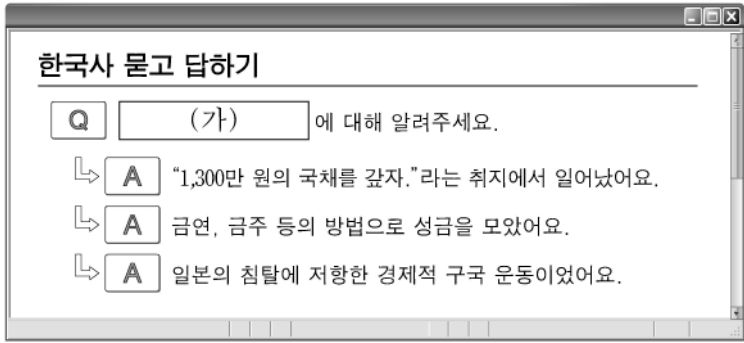 한국사 묻고 답하기
Q (가) 에 대해 알려주세요.
A “1,300만 원의 국채를 갚자.”라는 취지에서 일어났어요.
A 금연, 금주 등의 방법으로 성금을 모았어요.
A 일본의 침탈에 저항한 경제적 구국 운동이었어요.